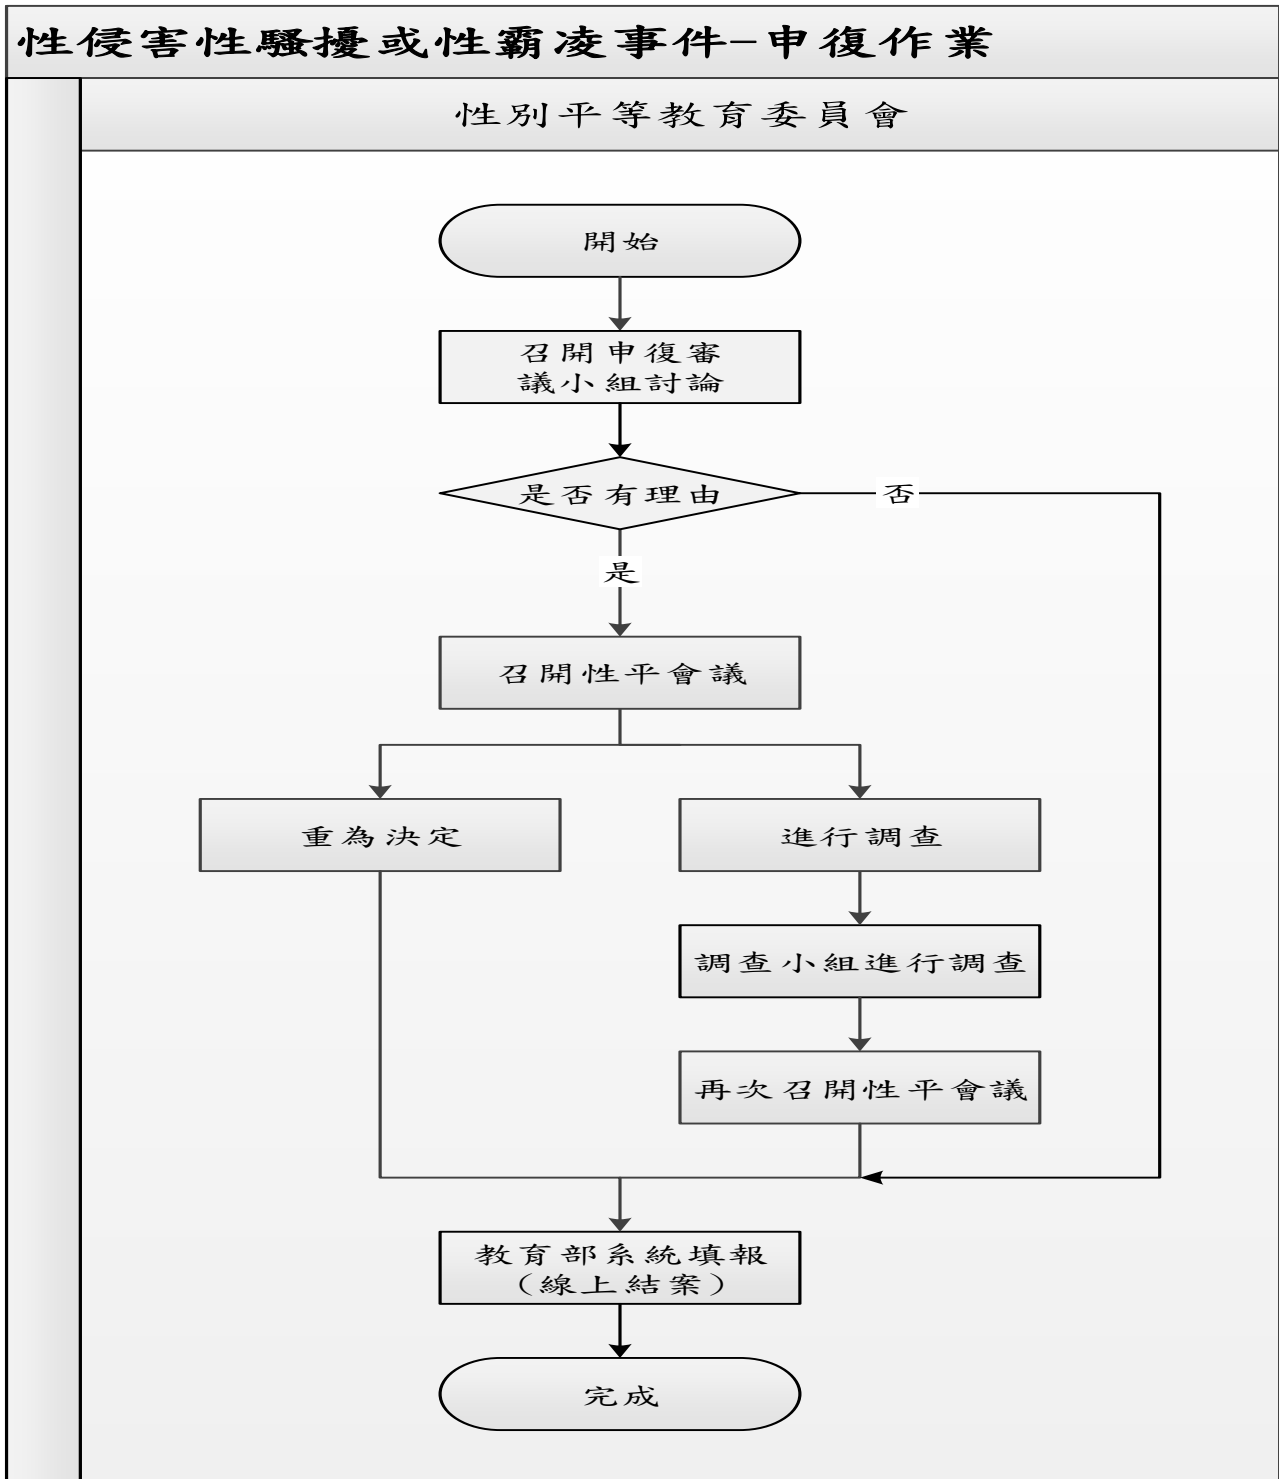 性侵害性騷擾或性霸凌事件-申復作業
性別平等教育委員會
開始
召開申復審
議小組討論
是否有理由
否
是
召開性平會議
重為決定
進行調查
調查小組進行調查
再次召開性平會議
教育部系統填報
(線上結案)
完成